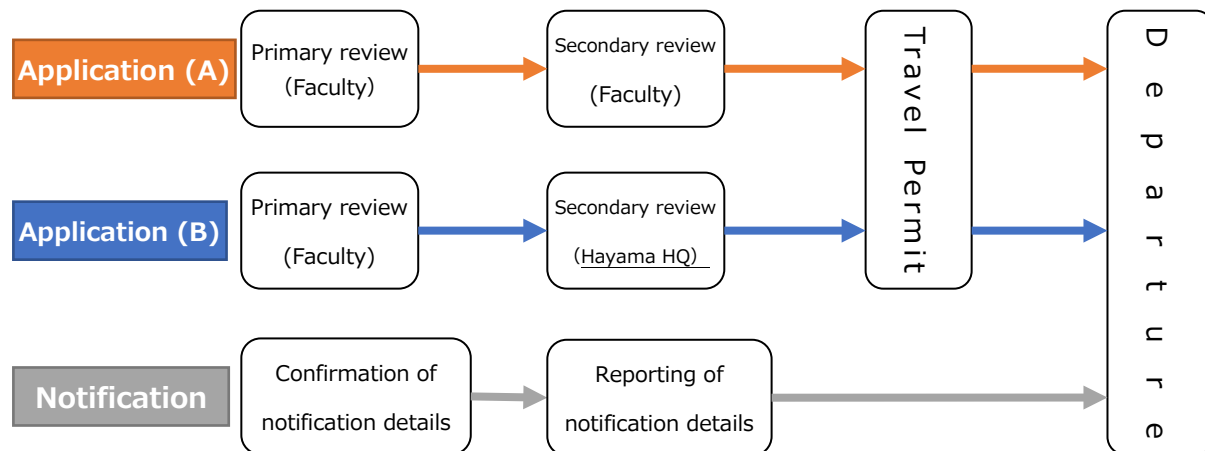 Application (A)
Primary review
（Faculty）
Secondary review
(Faculty)
Travel Permit
Departure
Application (B)
Primary review
(Faculty)
Secondary review
（Hayama HQ）
Notification
Confirmation of
notification details
Reporting of
notification details